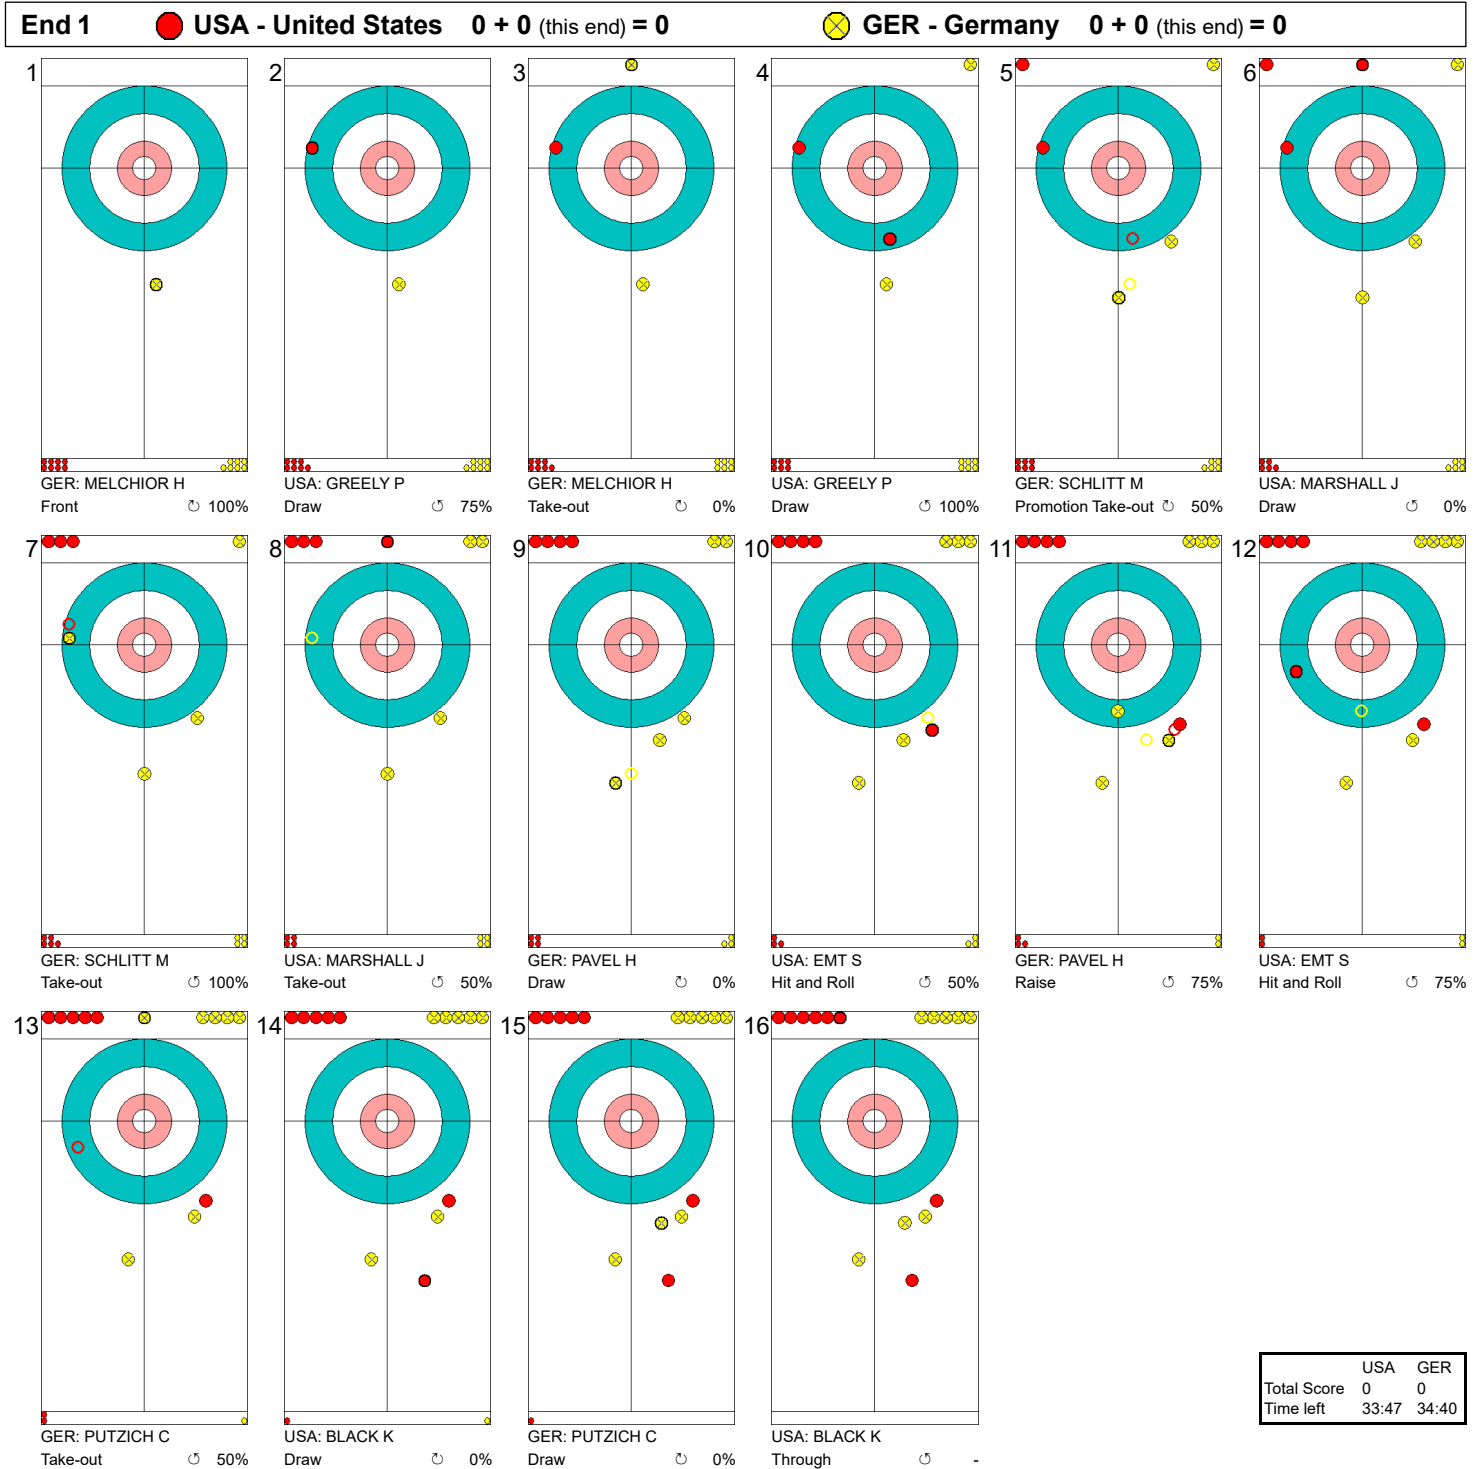 End 1 USA - United States 0 + 0 (this end) = 0 GER - Germany 0 + 0 (this end) = 0
1 2 3 4 5 6
GER: MELCHIOR H USA: GREELY P GER: MELCHIOR H USA: GREELY P GER: SCHLITT M USA: MARSHALL J
Front ↻ 100% Draw ↺ 75% Take-out ↻ 0% Draw ↺ 100% Promotion Take-out ↻ 50% Draw ↺ 0%
7 8 9 10 11 12
GER: SCHLITT M USA: MARSHALL J GER: PAVEL H USA: EMT S GER: PAVEL H USA: EMT S
Take-out ↺ 100% Take-out ↺ 50% Draw ↻ 0% Hit and Roll ↺ 50% Raise ↺ 75% Hit and Roll ↺ 75%
13 14 15 16
GER: PUTZICH C USA: BLACK K GER: PUTZICH C USA: BLACK K
Take-out ↺ 50% Draw ↻ 0% Draw ↻ 0% Through ↺ -
USA GER
Total Score 0 0
Time left 33:47 34:40